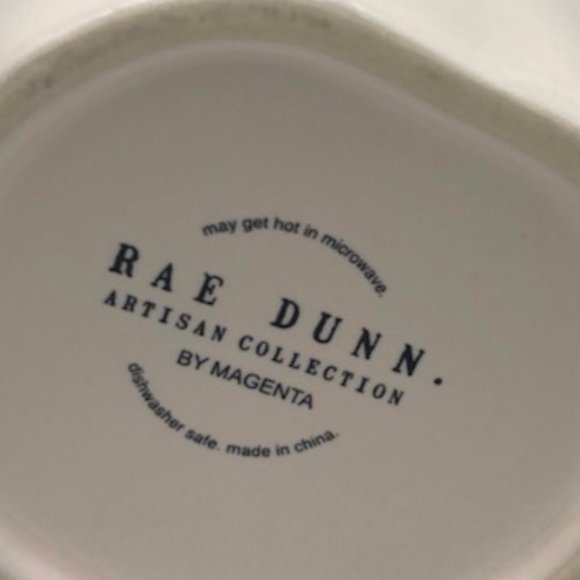 may get hot in microwave.
RAE DUNN.
ARTISAN COLLECTION
BY MAGENTA
dishwasher safe. made in china.